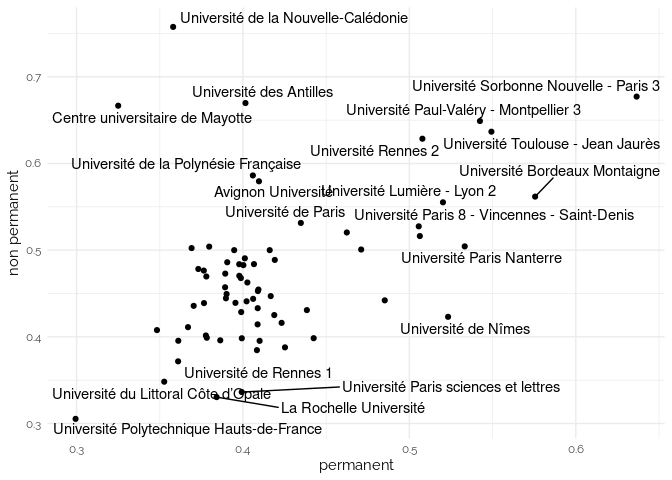 Université de la Nouvelle-Calédonie
0.7
Université des Antilles
Université Sorbonne Nouvelle - Paris 3
Centre universitaire de Mayotte
Université Paul-Valéry - Montpellier 3
Université Toulouse - Jean Jaurès
Université Rennes 2
0.6
Université de la Polynésie Française
Université Bordeaux Montaigne
Avignon Université
Université Lumière - Lyon 2
Université de Paris
Université Paris 8 - Vincennes - Saint-Denis
non permanent
0.5
Université Paris Nanterre
0.4
Université de Nîmes
Université de Rennes 1
Université Paris sciences et lettres
Université du Littoral Côte d'Opale
La Rochelle Université
0.3
Université Polytechnique Hauts-de-France
0.3
0.4
0.5
0.6
permanent